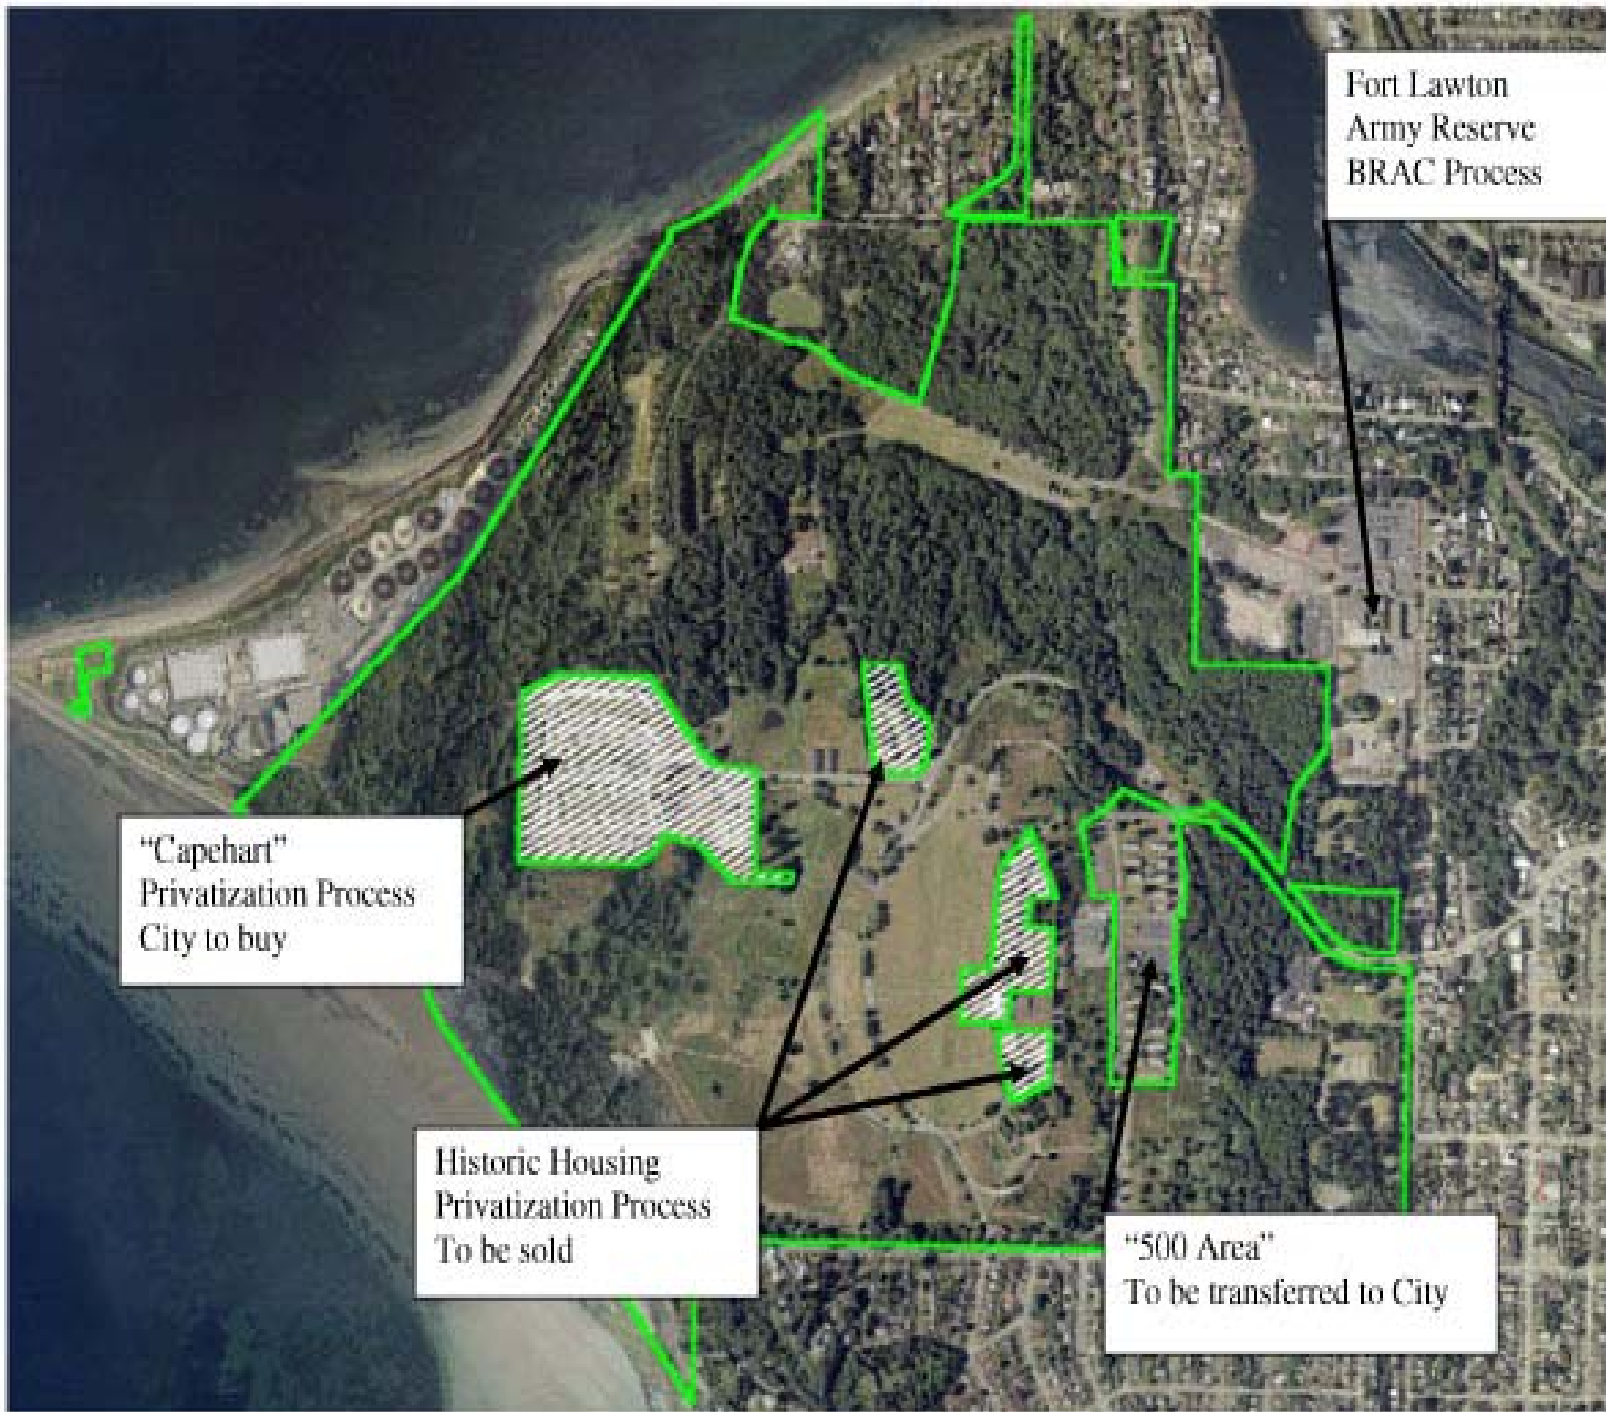 Fort Lawton
Army Reserve
BRAC Process
“Capehart”
Privatization Process
City to buy
Historic Housing
Privatization Process
To be sold
“500 Area”
To be transferred to City